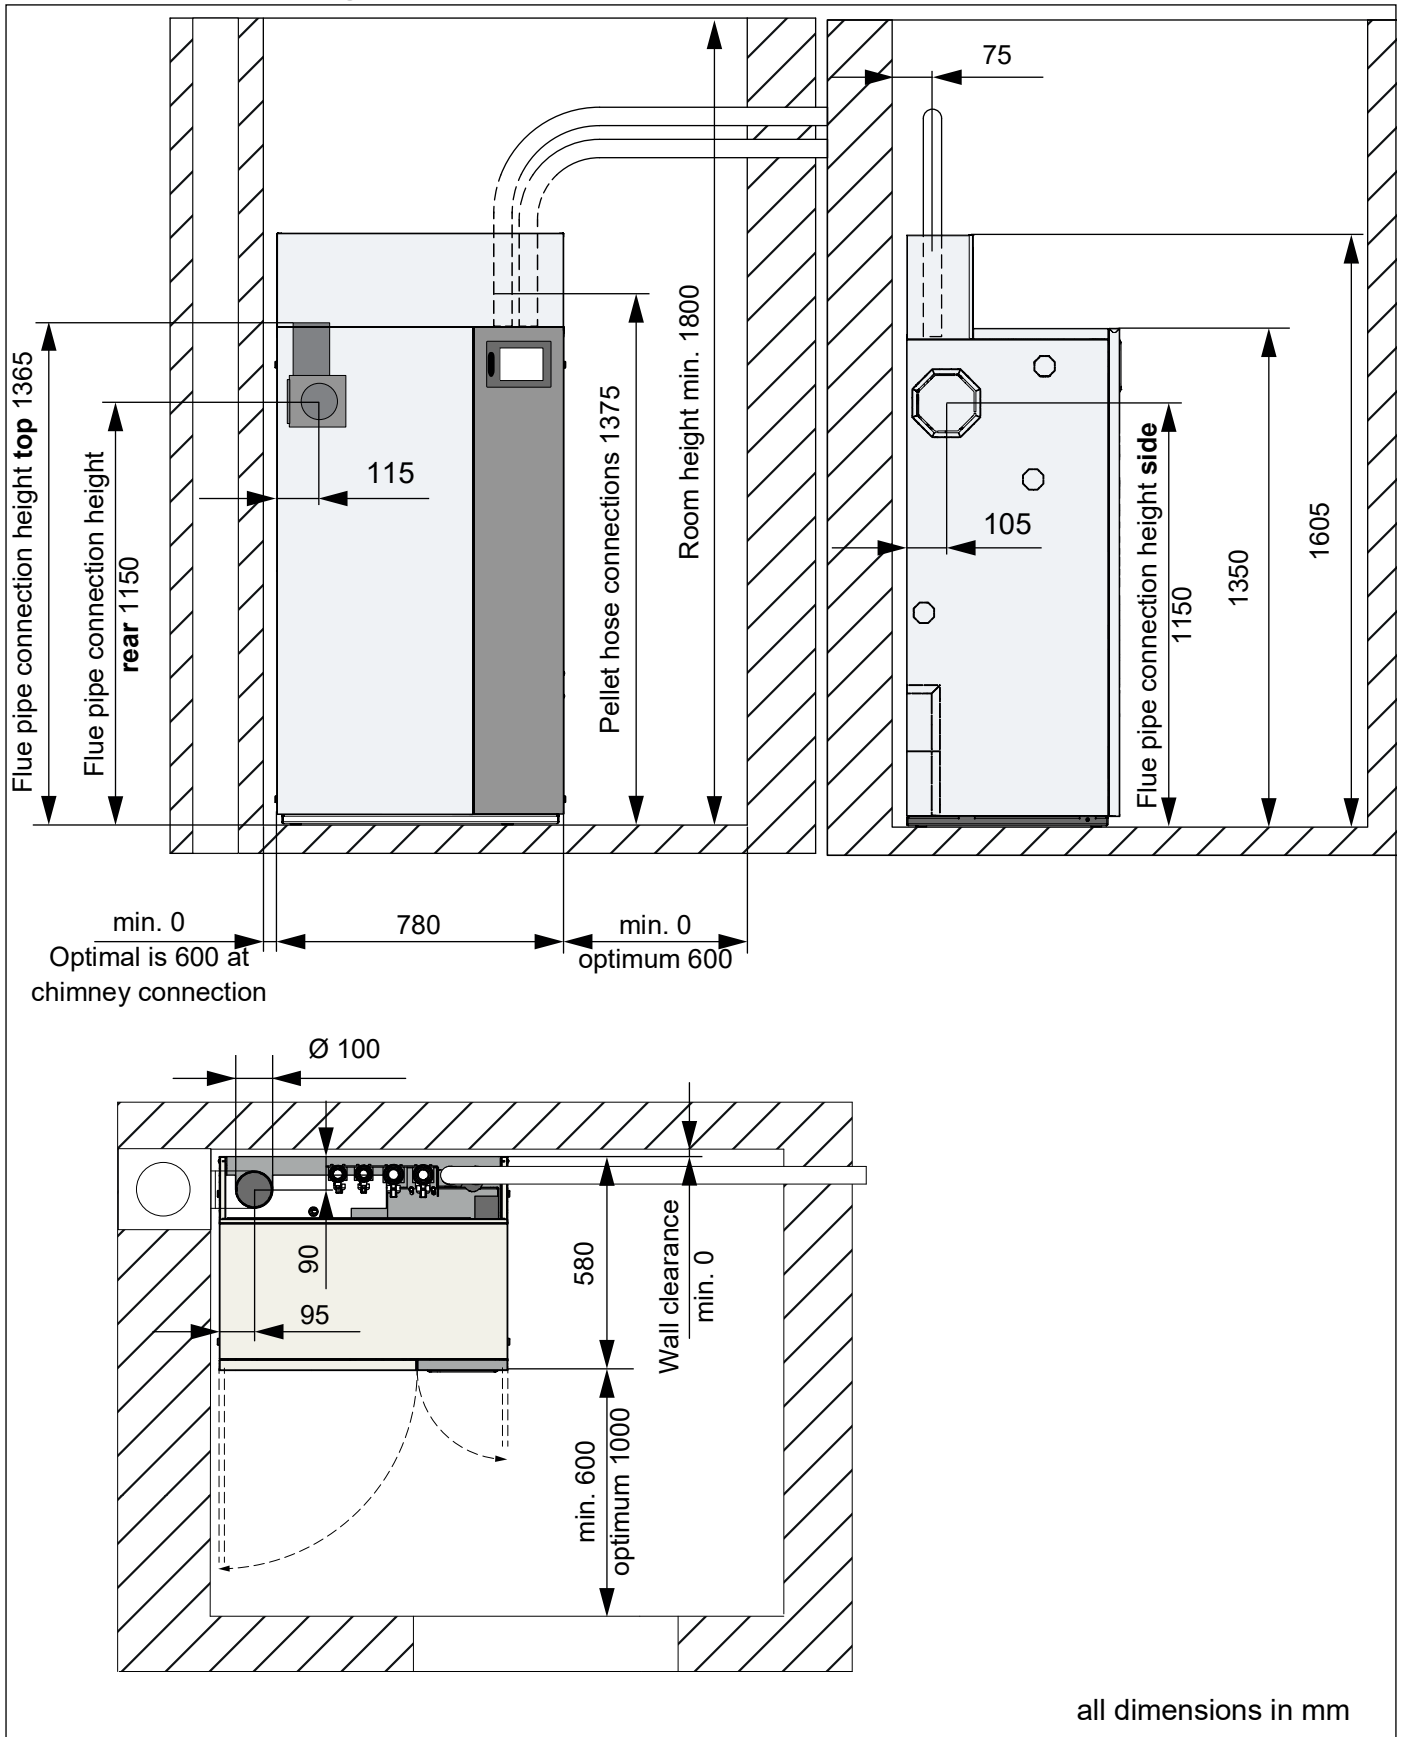 75
Flue pipe connection height top 1365
Flue pipe connection height
rear 1150
115
Pellet hose connections 1375
Room height min. 1800
105
Flue pipe connection height side
1150
1350
1605
min. 0
Optimal is 600 at
chimney connection
780
min. 0
optimum 600
Ø 100
90
95
580
Wall clearance
min. 0
min. 600
optimum 1000
all dimensions in mm